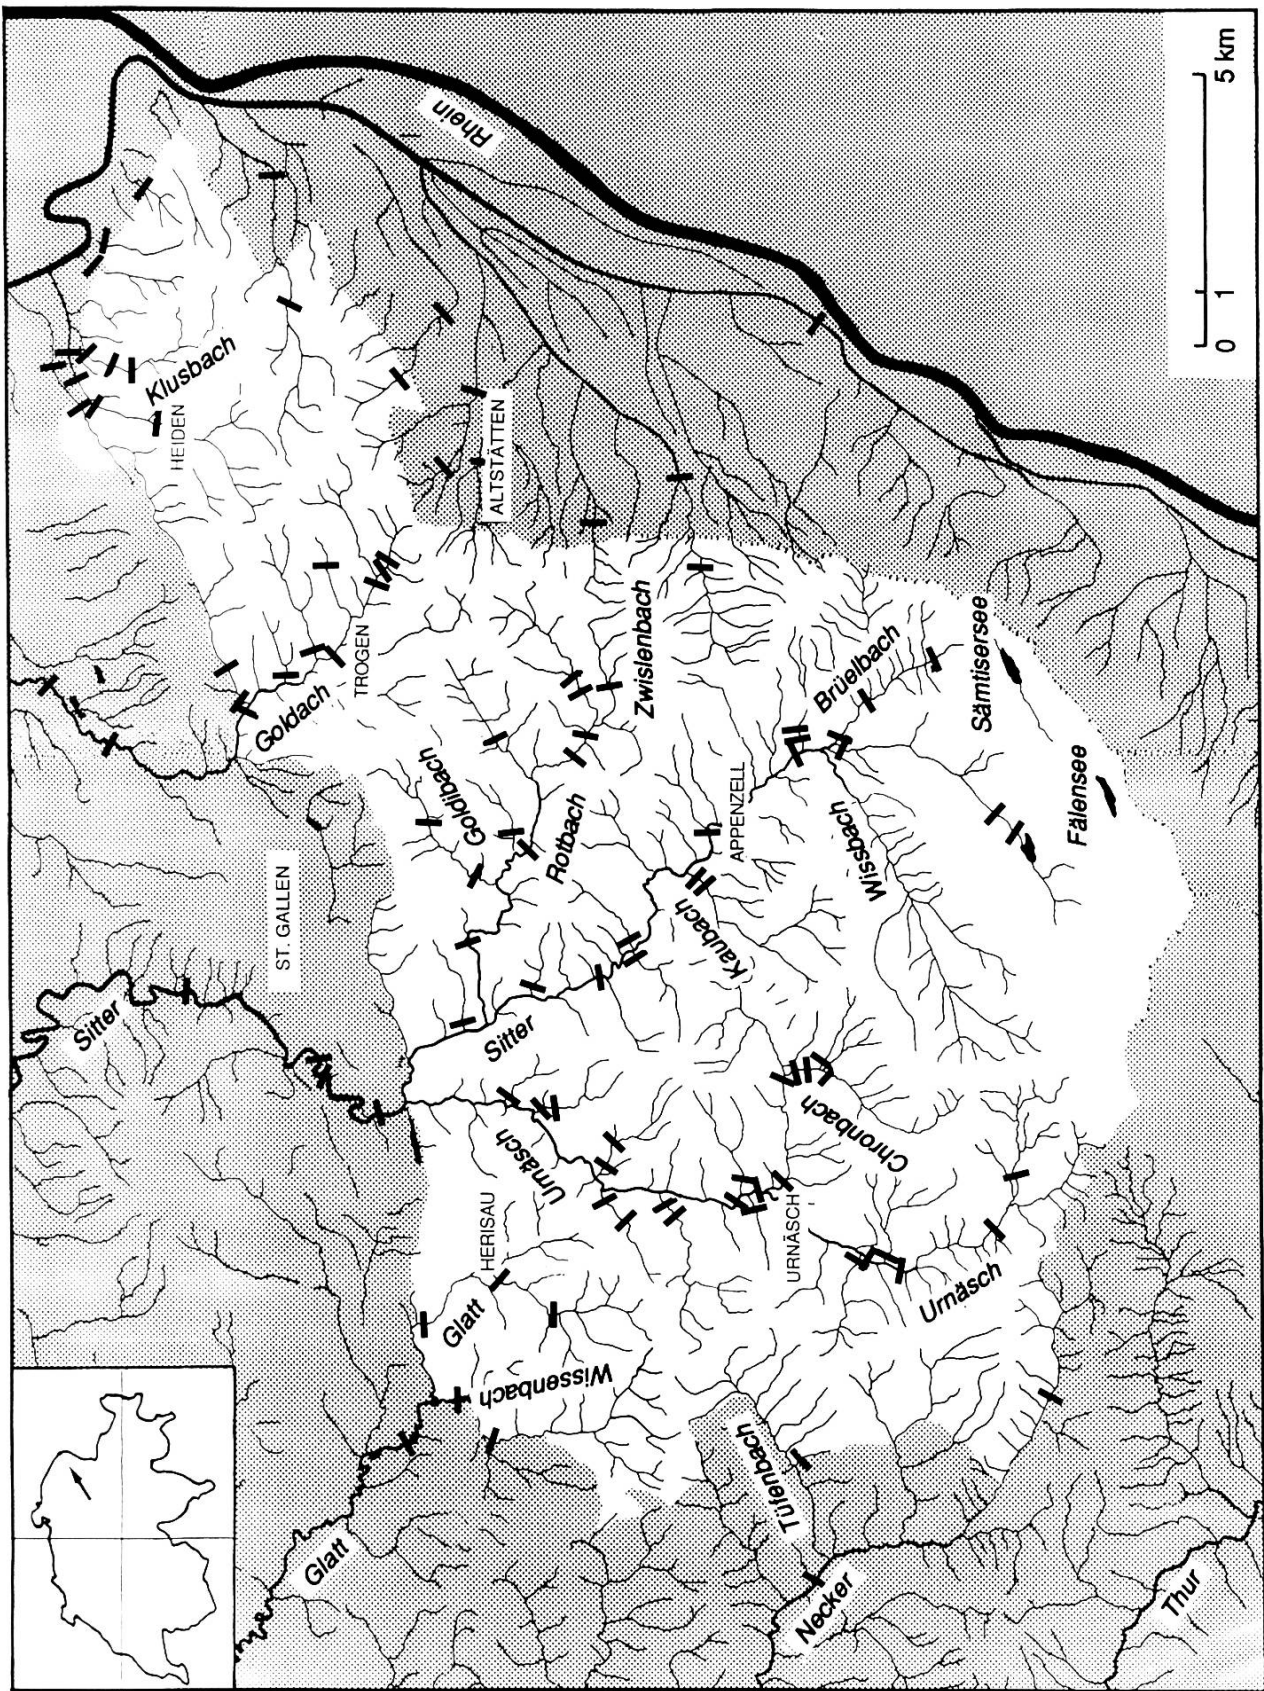 Sitter
HEIDEN
Klusbach
ST. GALLEN
Goldach
Glatt
TROGEN
Glatt
Goldibach
Rhein
HERISAU
ALTSTÄTTEN
Sitter
Wissenbach
Urnäsch
Rotbach
Zwislenbach
Kaubach
APPENZELL
Tüfenbach
URNÄSCH
Necker
Chronbach
Wissbach
Brüelbach
Urnäsch
Sämtisersee
Fälensee
Thur
0 1 5 km